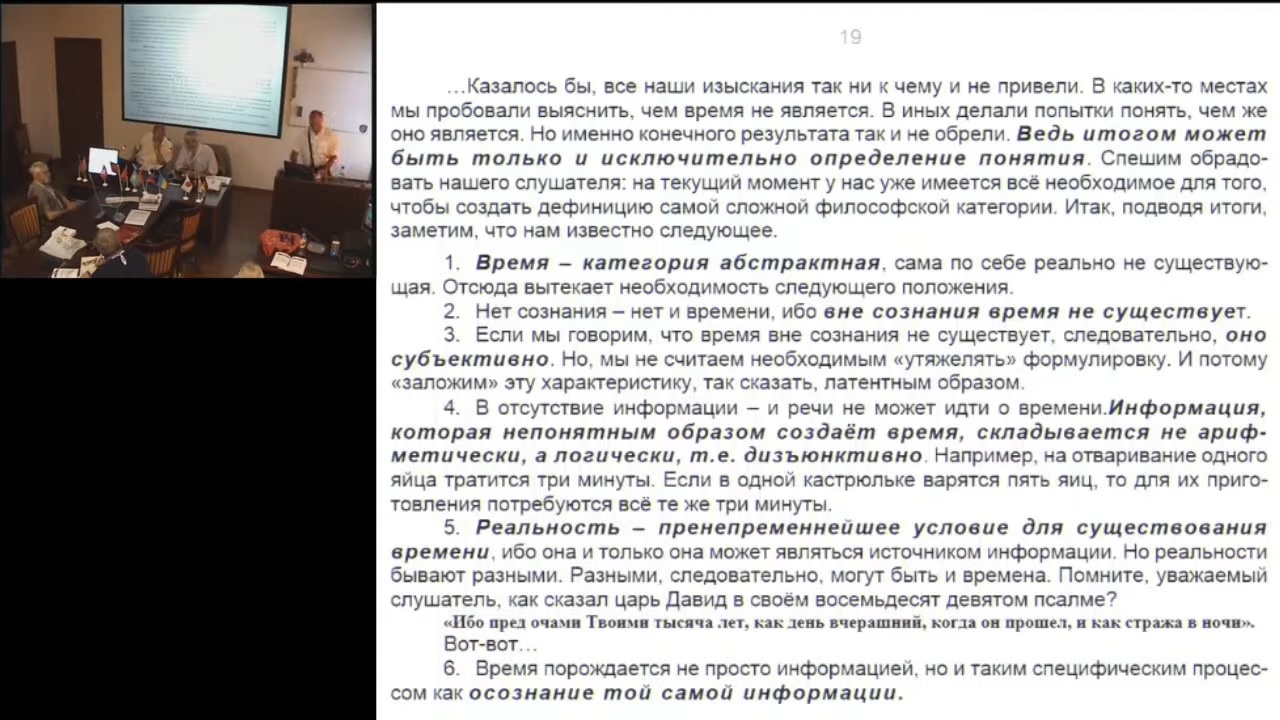 19
…Казалось бы, все наши изыскания так ни к чему и не привели. В каких-то местах
мы пробовали выяснить, чем время не является. В иных делали попытки понять, чем же
оно является. Но именно конечного результата так и не обрели. Ведь итогом может
быть только и исключительно определение понятия. Спешим обрадо-
вать нашего слушателя: на текущий момент у нас уже имеется всё необходимое для того,
чтобы создать дефиницию самой сложной философской категории. Итак, подводя итоги,
заметим, что нам известно следующее.
1. Время – категория абстрактная, сама по себе реально не существую-
щая. Отсюда вытекает необходимость следующего положения.
2. Нет сознания – нет и времени, ибо вне сознания время не существует.
3. Если мы говорим, что время вне сознания не существует, следовательно, оно
субъективно. Но, мы не считаем необходимым «утяжелять» формулировку. И потому
«заложим» эту характеристику, так сказать, латентным образом.
4. В отсутствие информации – и речи не может идти о времени.Информация,
которая непонятным образом создаёт время, складывается не ариф-
метически, а логически, т.е. дизъюнктивно. Например, на отваривание одного
яйца тратится три минуты. Если в одной кастрюльке варятся пять яиц, то для их приго-
товления потребуются всё те же три минуты.
5. Реальность – пренепременнейшее условие для существования
времени, ибо она и только она может являться источником информации. Но реальности
бывают разными. Разными, следовательно, могут быть и времена. Помните, уважаемый
слушатель, как сказал царь Давид в своём восемьдесят девятом псалме?
«Ибо пред очами Твоими тысяча лет, как день вчерашний, когда он прошел, и как стража в ночи».
Вот-вот…
6. Время порождается не просто информацией, но и таким специфическим процес-
сом как осознание той самой информации.